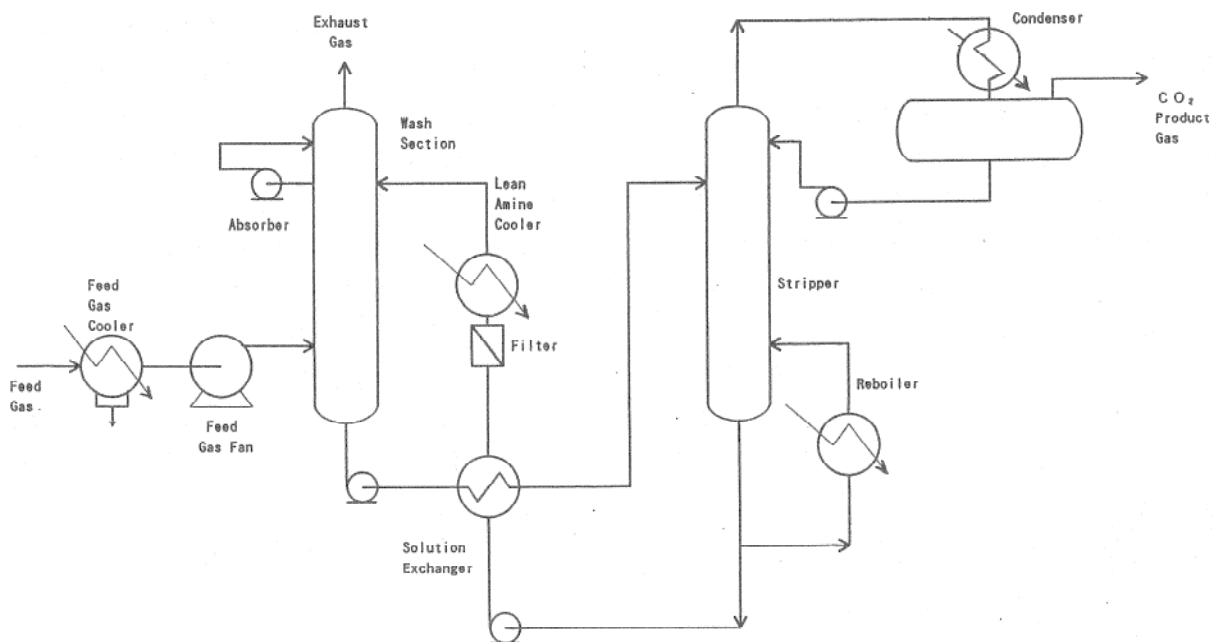 Exhaust
Gas
Wash
Section
Absorber
Lean
Amine
Cooler
Feed
Gas
Cooler
Filter
Feed
Gas
Feed
Gas Fan
Solution
Exchanger
Condenser
CO₂
Product
Gas
Stripper
Reboiler